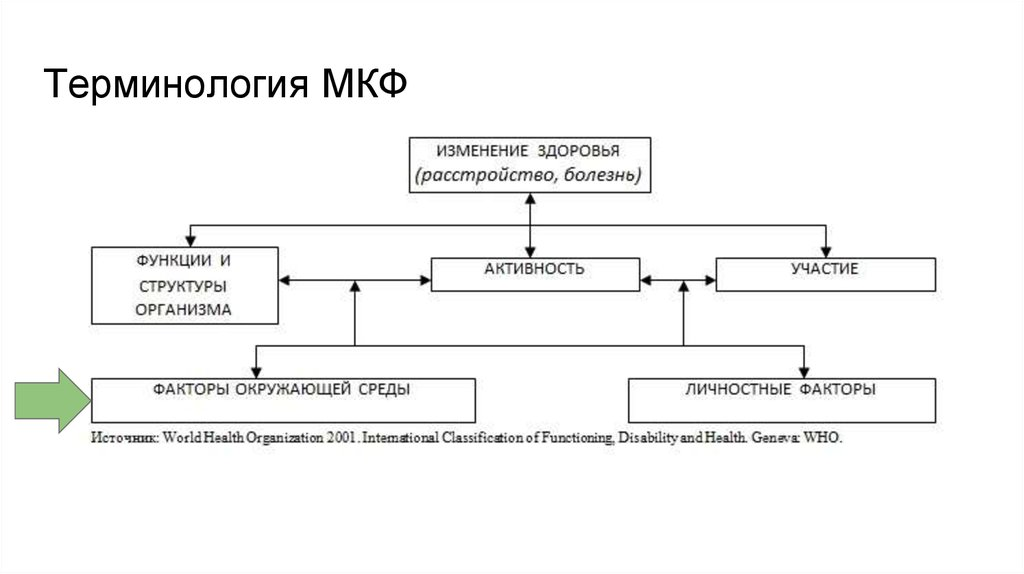 Терминология МКФ
ИЗМЕНЕНИЕ ЗДОРОВЬЯ
(расстройство, болезнь)
ФУНКЦИИ И
СТРУКТУРЫ
ОРГАНИЗМА
АКТИВНОСТЬ
УЧАСТИЕ
ФАКТОРЫ ОКРУЖАЮЩЕЙ СРЕДЫ
ЛИЧНОСТНЫЕ ФАКТОРЫ
Источник: World Health Organization 2001. International Classification of Functioning, Disability and Health. Geneva: WHO.